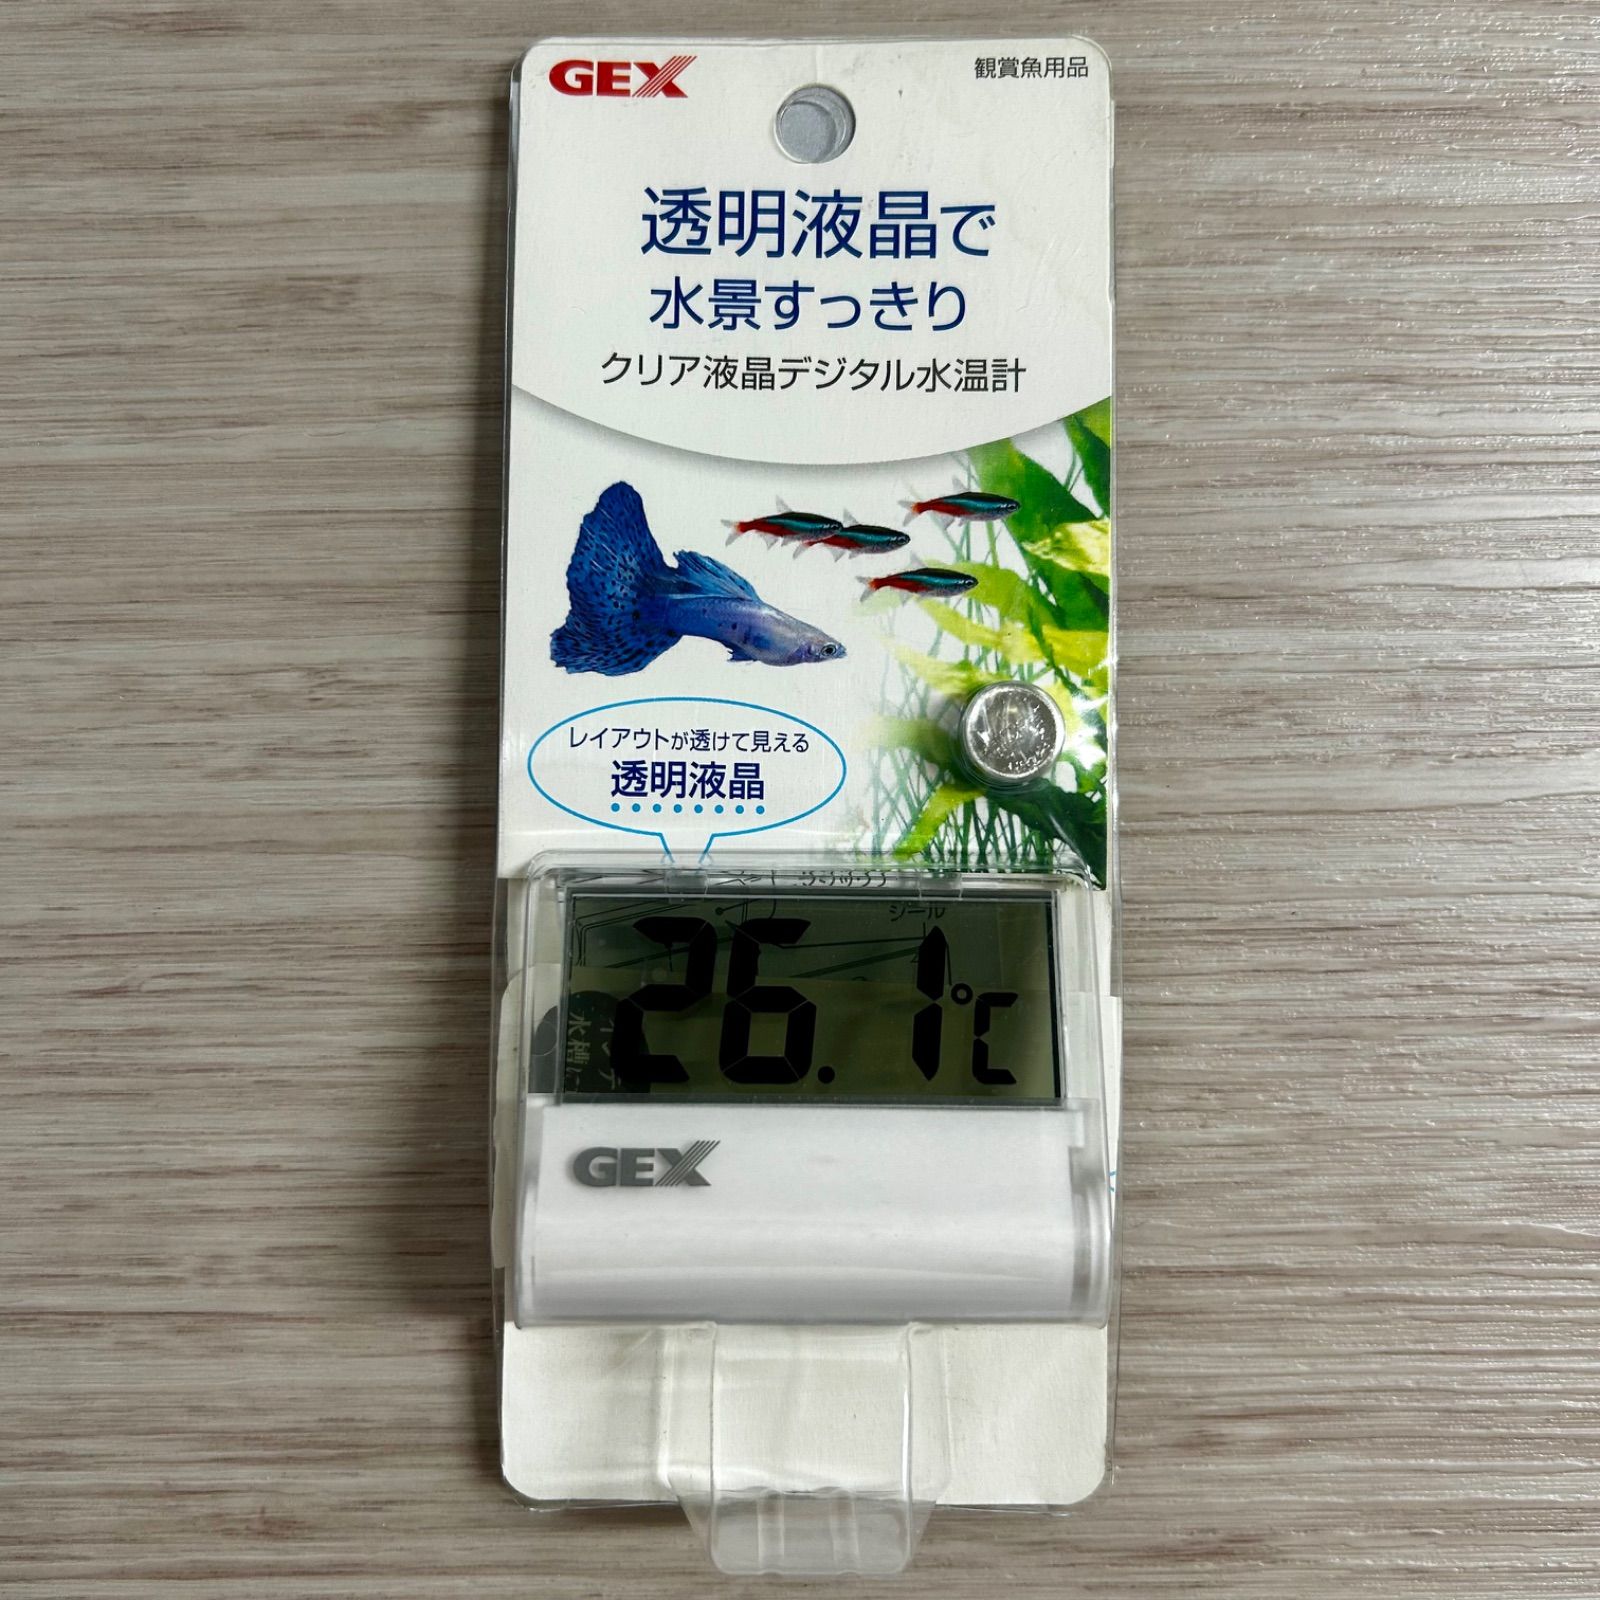 GEX
観賞魚用品
透明液晶で
水景すっきり
クリア液晶デジタル水温計
レイアウトが透けて見える
透明液晶
シール
26.1℃
GEX